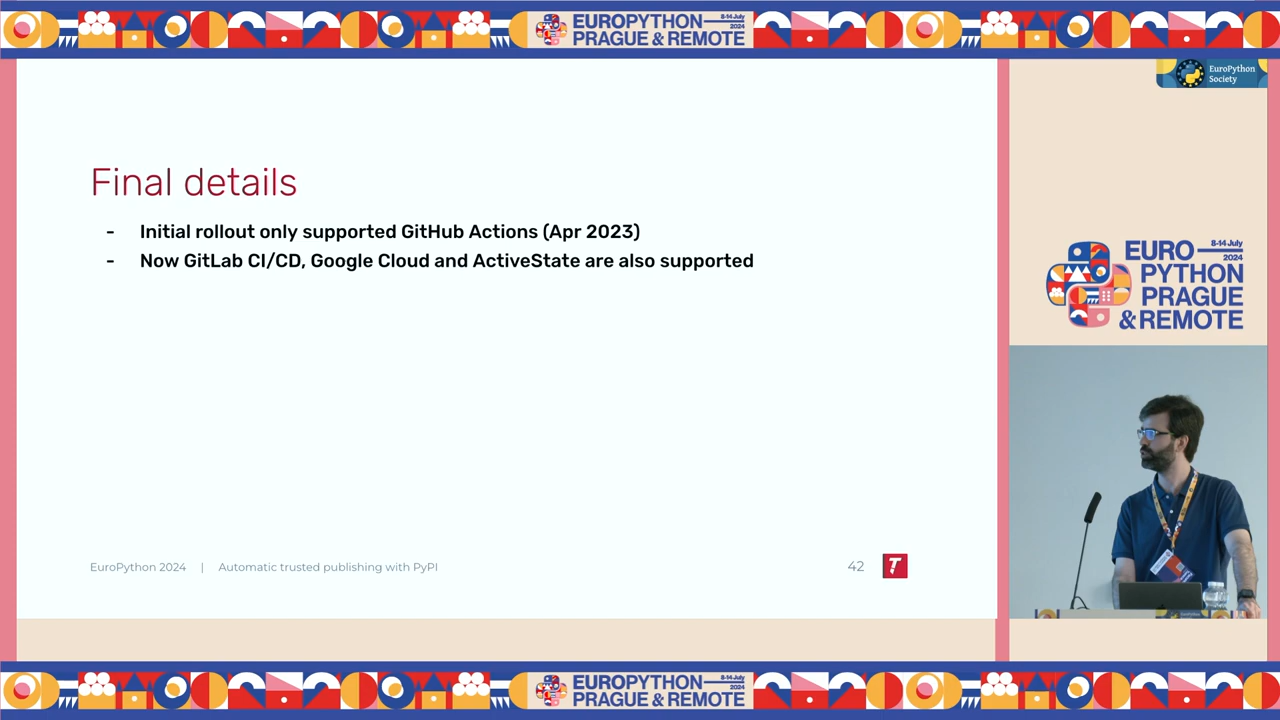 EUROPYTHON
8-14 July
2024
PRAGUE & REMOTE
EuroPython
Society
Final details
- Initial rollout only supported GitHub Actions (Apr 2023)
- Now GitLab CI/CD, Google Cloud and ActiveState are also supported
EURO
8-14 July
2024
PYTHON
PRAGUE
& REMOTE
EuroPython 2024 | Automatic trusted publishing with PyPI
42
T
EUROPYTHON
8-14 July
2024
PRAGUE & REMOTE